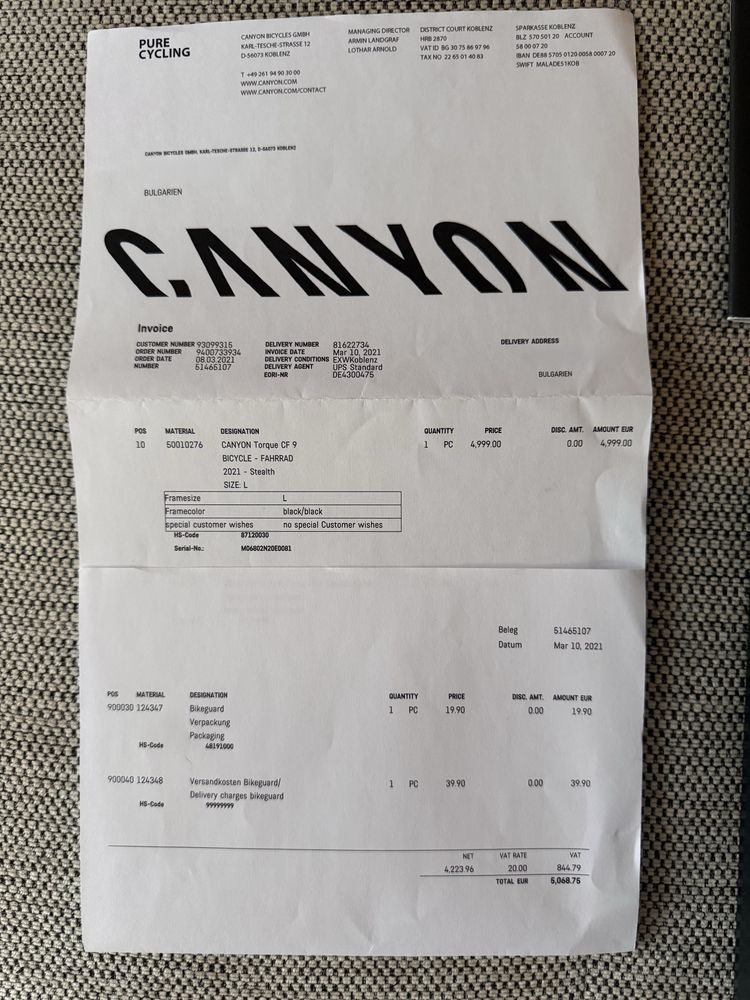 PURE
CYCLING
CANYON BICYCLES GMBH
KARL-TESCHE-STRASSE 12
D-56073 KOBLENZ
T +49 261 94 90 30 00
WWW.CANYON.COM
WWW.CANYON.COM/CONTACT
MANAGING DIRECTOR
ARMIN LANDGRAF
LOTHAR ARNOLD
DISTRICT COURT KOBLENZ
HRB 2870
VAT ID BG 30 75 86 97 96
TAX NO 22 65 01 40 83
SPARKASSE KOBLENZ
BLZ 570 501 20 ACCOUNT
58 00 07 20
IBAN DE88 5705 0120 0058 0007 20
SWIFT MALADE51KOB
CANYON BICYCLES GMBH, KARL-TESCHE-STRASSE 12, D-56073 KOBLENZ
BULGARIEN
CANYON
Invoice
CUSTOMER NUMBER 93099315
ORDER NUMBER 9400733934
ORDER DATE 08.03.2021
NUMBER 51465107
DELIVERY NUMBER 81622734
INVOICE DATE Mar 10, 2021
DELIVERY CONDITIONS EXWKoblenz
DELIVERY AGENT UPS Standard
EORI-NR DE4300475
DELIVERY ADDRESS
BULGARIEN
POS MATERIAL DESIGNATION QUANTITY PRICE DISC. AMT. AMOUNT EUR
10 50010276 CANYON Torque CF 9 1 PC 4,999.00 0.00 4,999.00
BICYCLE - FAHRRAD
2021 - Stealth
SIZE: L
Framesize L
Framecolor black/black
special customer wishes no special Customer wishes
HS-Code 87120030
Serial-No.: M06802N20E0081
Beleg 51465107
Datum Mar 10, 2021
POS MATERIAL DESIGNATION QUANTITY PRICE DISC. AMT. AMOUNT EUR
900030 124347 Bikeguard 1 PC 19.90 0.00 19.90
Verpackung
Packaging
HS-Code 48191000
900040 124348 Versandkosten Bikeguard/ 1 PC 39.90 0.00 39.90
Delivery charges bikeguard
HS-Code 99999999
NET VAT RATE VAT
4,223.96 20.00 844.79
TOTAL EUR 5,068.75